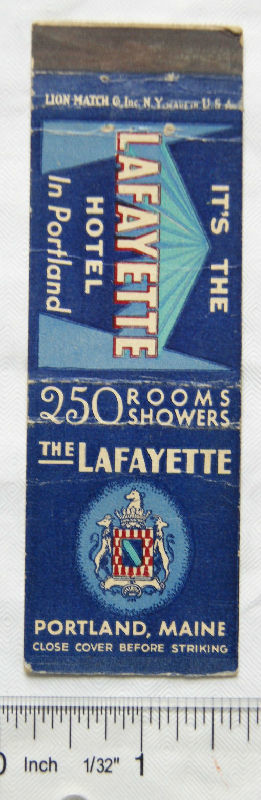 LION MATCH Co. Inc. N.Y. MADE IN U.S.A.
IT'S THE
LAFAYETTE
HOTEL
In Portland
250 ROOMS
SHOWERS
THE LAFAYETTE
PORTLAND, MAINE
CLOSE COVER BEFORE STRIKING
0 Inch 1/32" 1